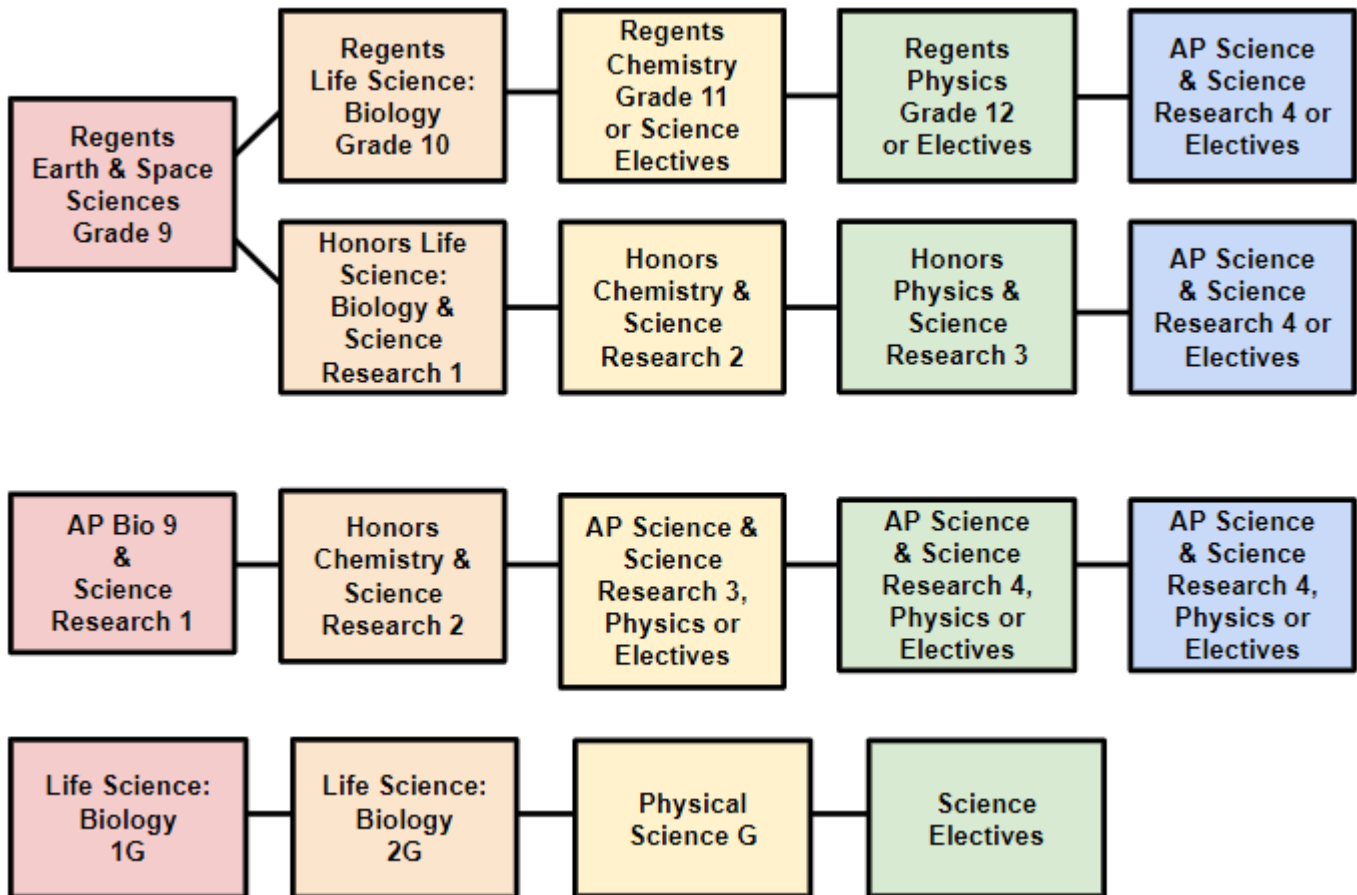 Regents
Earth & Space
Sciences
Grade 9
Regents
Life Science:
Biology
Grade 10
Regents
Chemistry
Grade 11
or Science
Electives
Regents
Physics
Grade 12
or Electives
AP Science
& Science
Research 4 or
Electives
Honors Life
Science:
Biology &
Science
Research 1
Honors
Chemistry &
Science
Research 2
Honors
Physics &
Science
Research 3
AP Science
& Science
Research 4 or
Electives
AP Bio 9
&
Science
Research 1
Honors
Chemistry &
Science
Research 2
AP Science &
Science
Research 3,
Physics or
Electives
AP Science
& Science
Research 4,
Physics or
Electives
AP Science
& Science
Research 4,
Physics or
Electives
Life Science:
Biology
1G
Life Science:
Biology
2G
Physical
Science G
Science
Electives